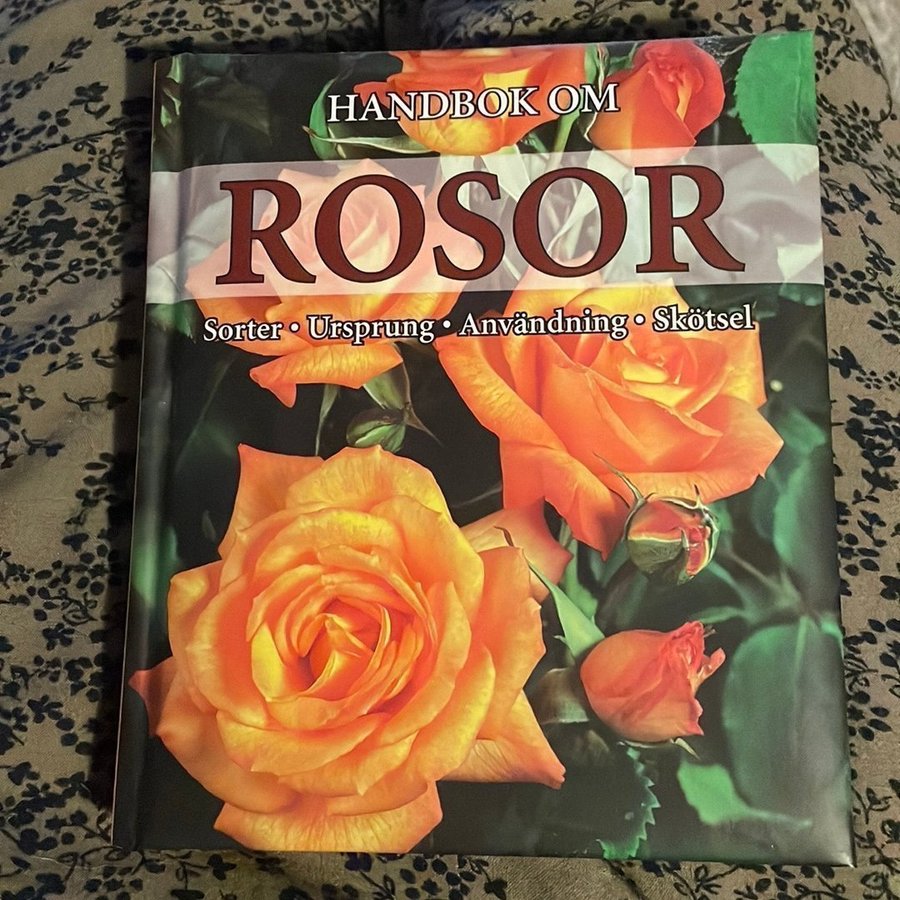 HANDBOK OM
ROSOR
Sorter • Ursprung • Användning • Skötsel